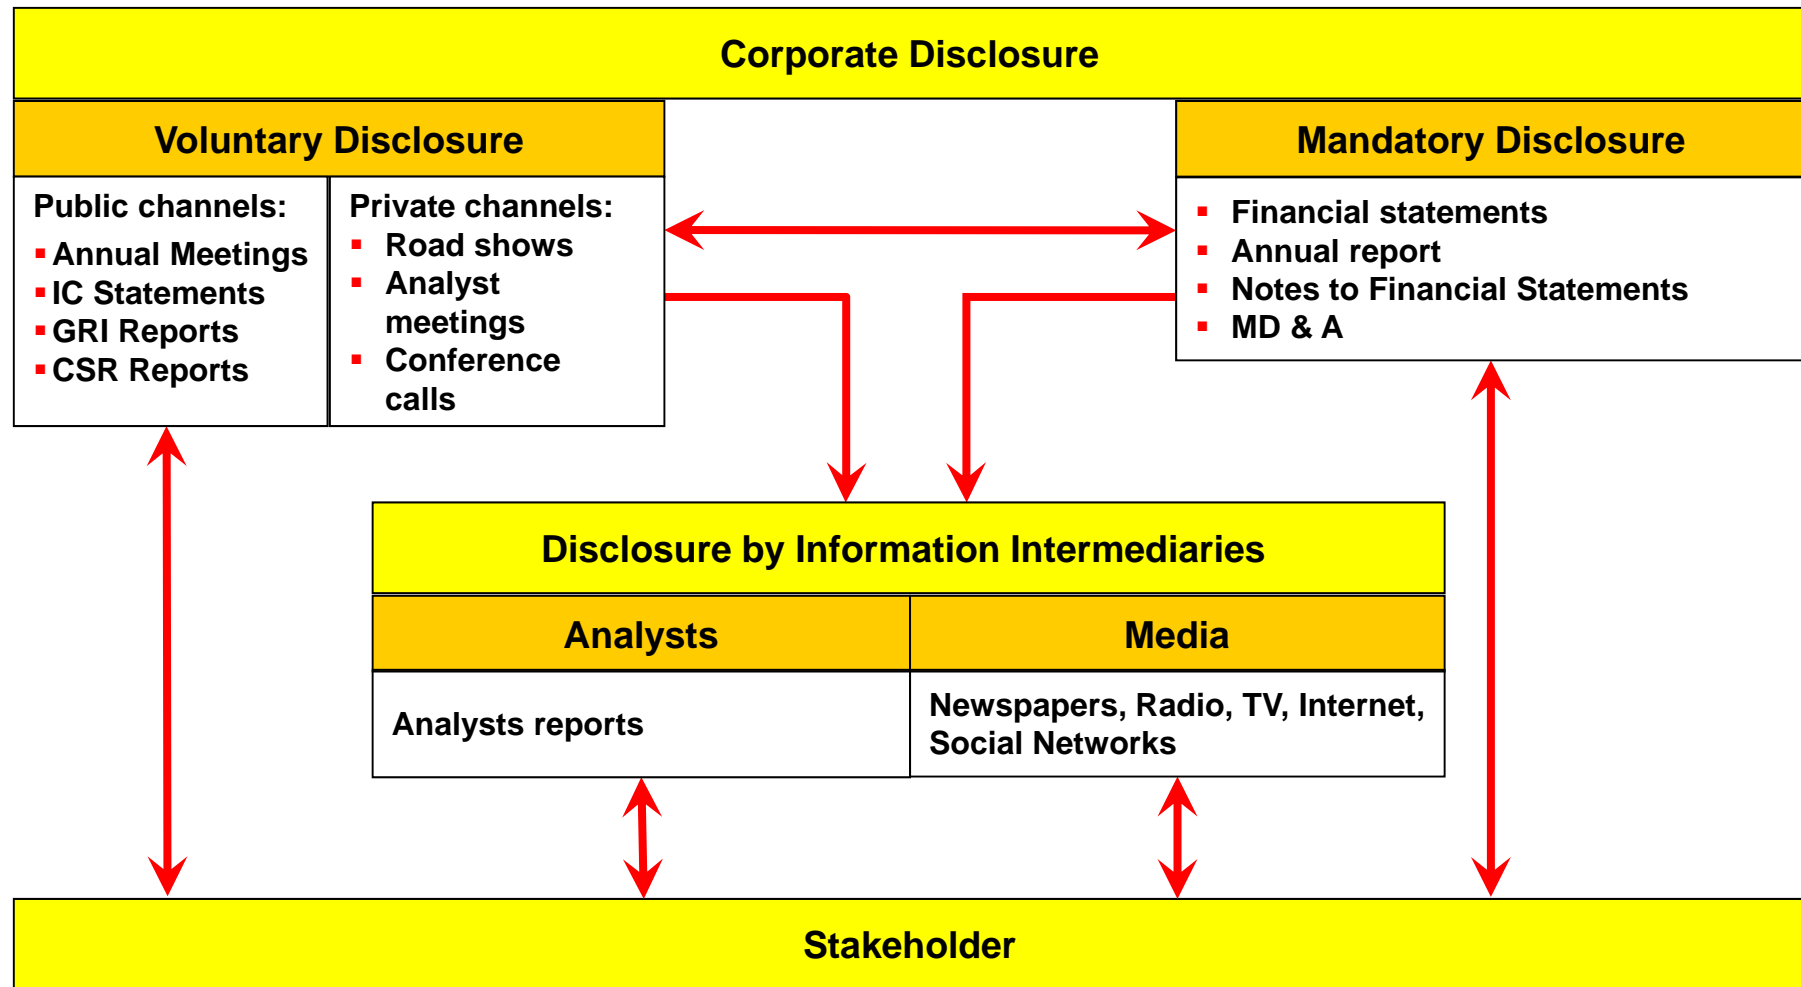 Corporate Disclosure
Voluntary Disclosure
Public channels:
Annual Meetings
IC Statements
GRI Reports
CSR Reports
Private channels:
Road shows
Analyst
meetings
Conference
calls
Mandatory Disclosure
Financial statements
Annual report
Notes to Financial Statements
MD & A
Disclosure by Information Intermediaries
Analysts
Analysts reports
Media
Newspapers, Radio, TV, Internet,
Social Networks
Stakeholder